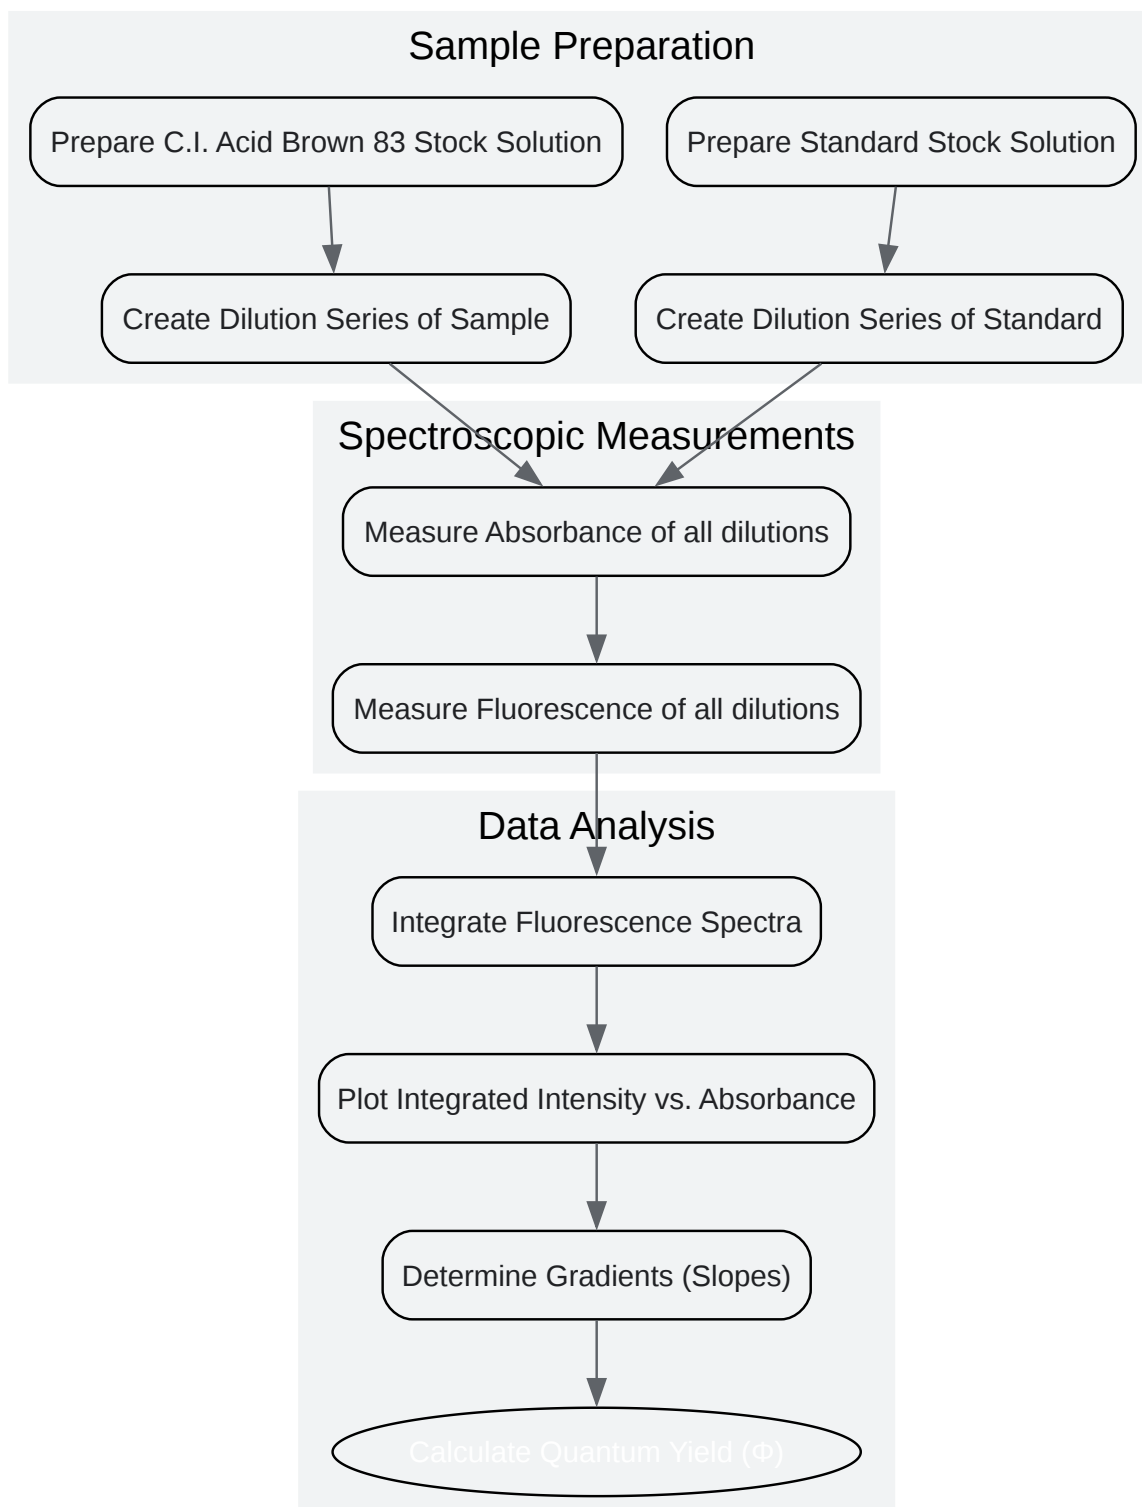 Sample Preparation
Prepare C.I. Acid Brown 83 Stock Solution
Prepare Standard Stock Solution
Create Dilution Series of Sample
Create Dilution Series of Standard
Spectroscopic Measurements
Measure Absorbance of all dilutions
Measure Fluorescence of all dilutions
Data Analysis
Integrate Fluorescence Spectra
Plot Integrated Intensity vs. Absorbance
Determine Gradients (Slopes)
Calculate Quantum Yield (Φ)